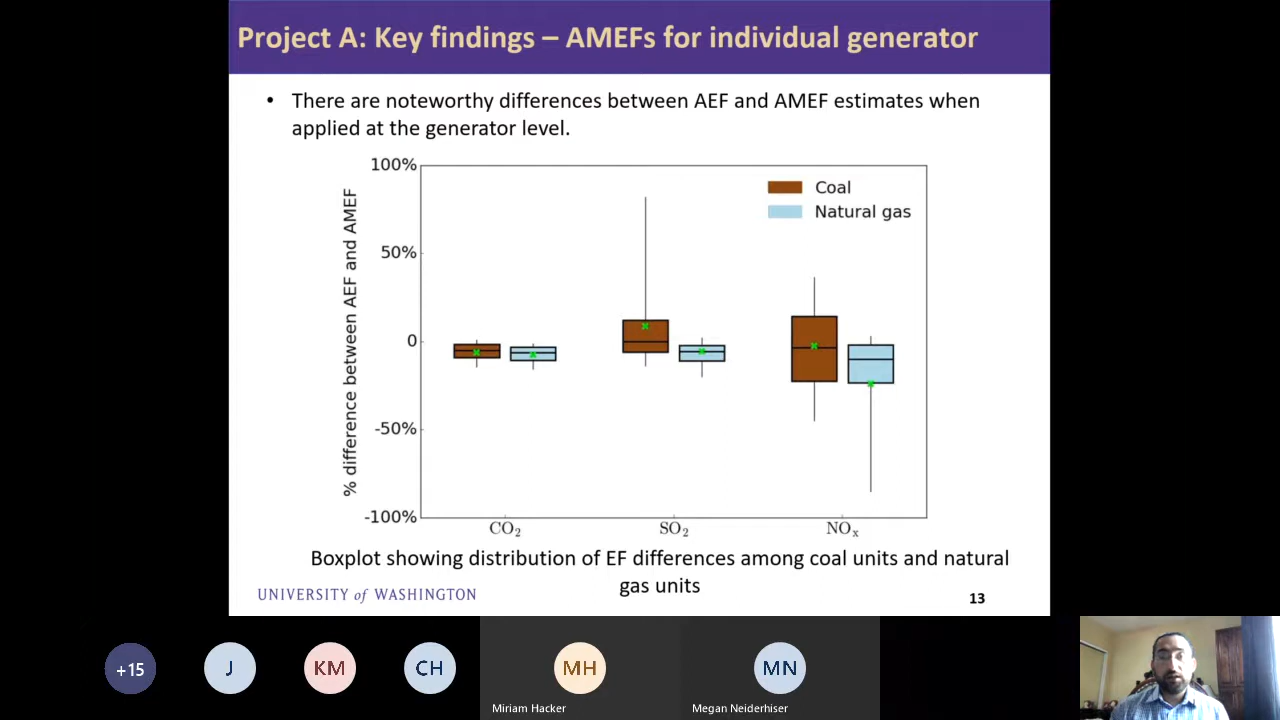 Project A: Key findings – AMEFs for individual generator
• There are noteworthy differences between AEF and AMEF estimates when
applied at the generator level.
100%
50%
0
-50%
-100%
% difference between AEF and AMEF
Coal
Natural gas
CO₂
SO₂
NOₓ
Boxplot showing distribution of EF differences among coal units and natural
gas units
UNIVERSITY of WASHINGTON
13
+15
J
KM
CH
MH
MN
Miriam Hacker
Megan Neiderhiser